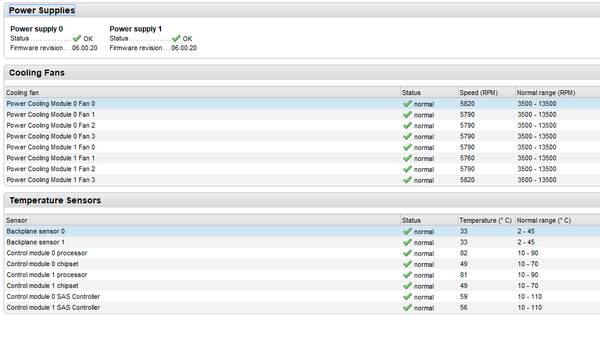 Power Supplies
Power supply 0 Power supply 1
Status . . . . . . . . . . . . . OK Status . . . . . . . . . . . . . OK
Firmware revision. . . 06.00.20 Firmware revision. . . 06.00.20
Cooling Fans
Cooling fan Status Speed (RPM) Normal range (RPM)
Power Cooling Module 0 Fan 0 normal 5820 3500 - 13500
Power Cooling Module 0 Fan 1 normal 5790 3500 - 13500
Power Cooling Module 0 Fan 2 normal 5790 3500 - 13500
Power Cooling Module 0 Fan 3 normal 5790 3500 - 13500
Power Cooling Module 1 Fan 0 normal 5790 3500 - 13500
Power Cooling Module 1 Fan 1 normal 5760 3500 - 13500
Power Cooling Module 1 Fan 2 normal 5790 3500 - 13500
Power Cooling Module 1 Fan 3 normal 5820 3500 - 13500
Temperature Sensors
Sensor Status Temperature (° C) Normal range (° C)
Backplane sensor 0 normal 33 2 - 45
Backplane sensor 1 normal 33 2 - 45
Control module 0 processor normal 82 10 - 90
Control module 0 chipset normal 49 10 - 70
Control module 1 processor normal 81 10 - 90
Control module 1 chipset normal 49 10 - 70
Control module 0 SAS Controller normal 59 10 - 110
Control module 1 SAS Controller normal 56 10 - 110